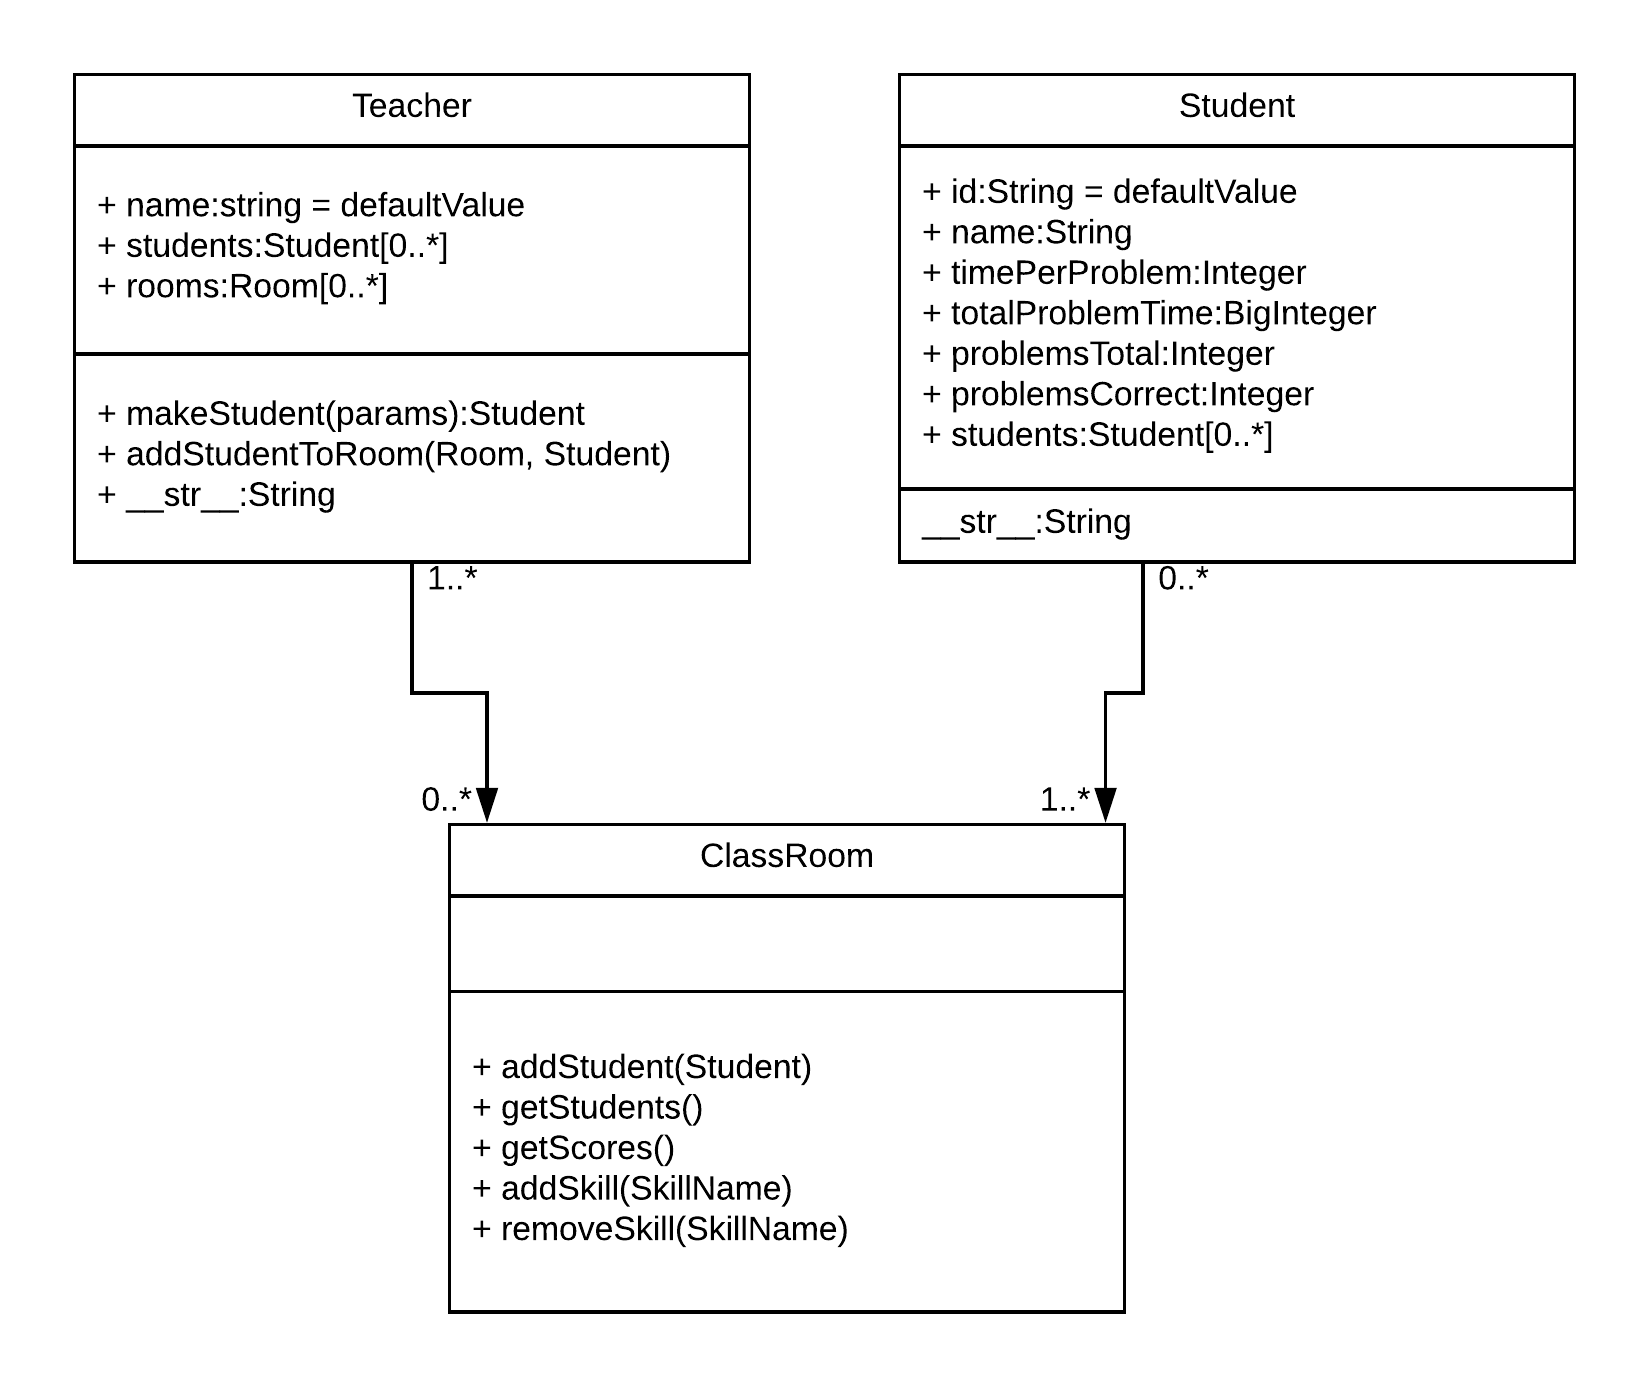 Teacher
+ name:string = defaultValue
+ students:Student[0..*]
+ rooms:Room[0..*]
+ makeStudent(params):Student
+ addStudentToRoom(Room, Student)
+ __str__:String
1..*
Student
+ id:String = defaultValue
+ name:String
+ timePerProblem:Integer
+ totalProblemTime:BigInteger
+ problemsTotal:Integer
+ problemsCorrect:Integer
+ students:Student[0..*]
__str__:String
0..*
0..*
1..*
ClassRoom
+ addStudent(Student)
+ getStudents()
+ getScores()
+ addSkill(SkillName)
+ removeSkill(SkillName)